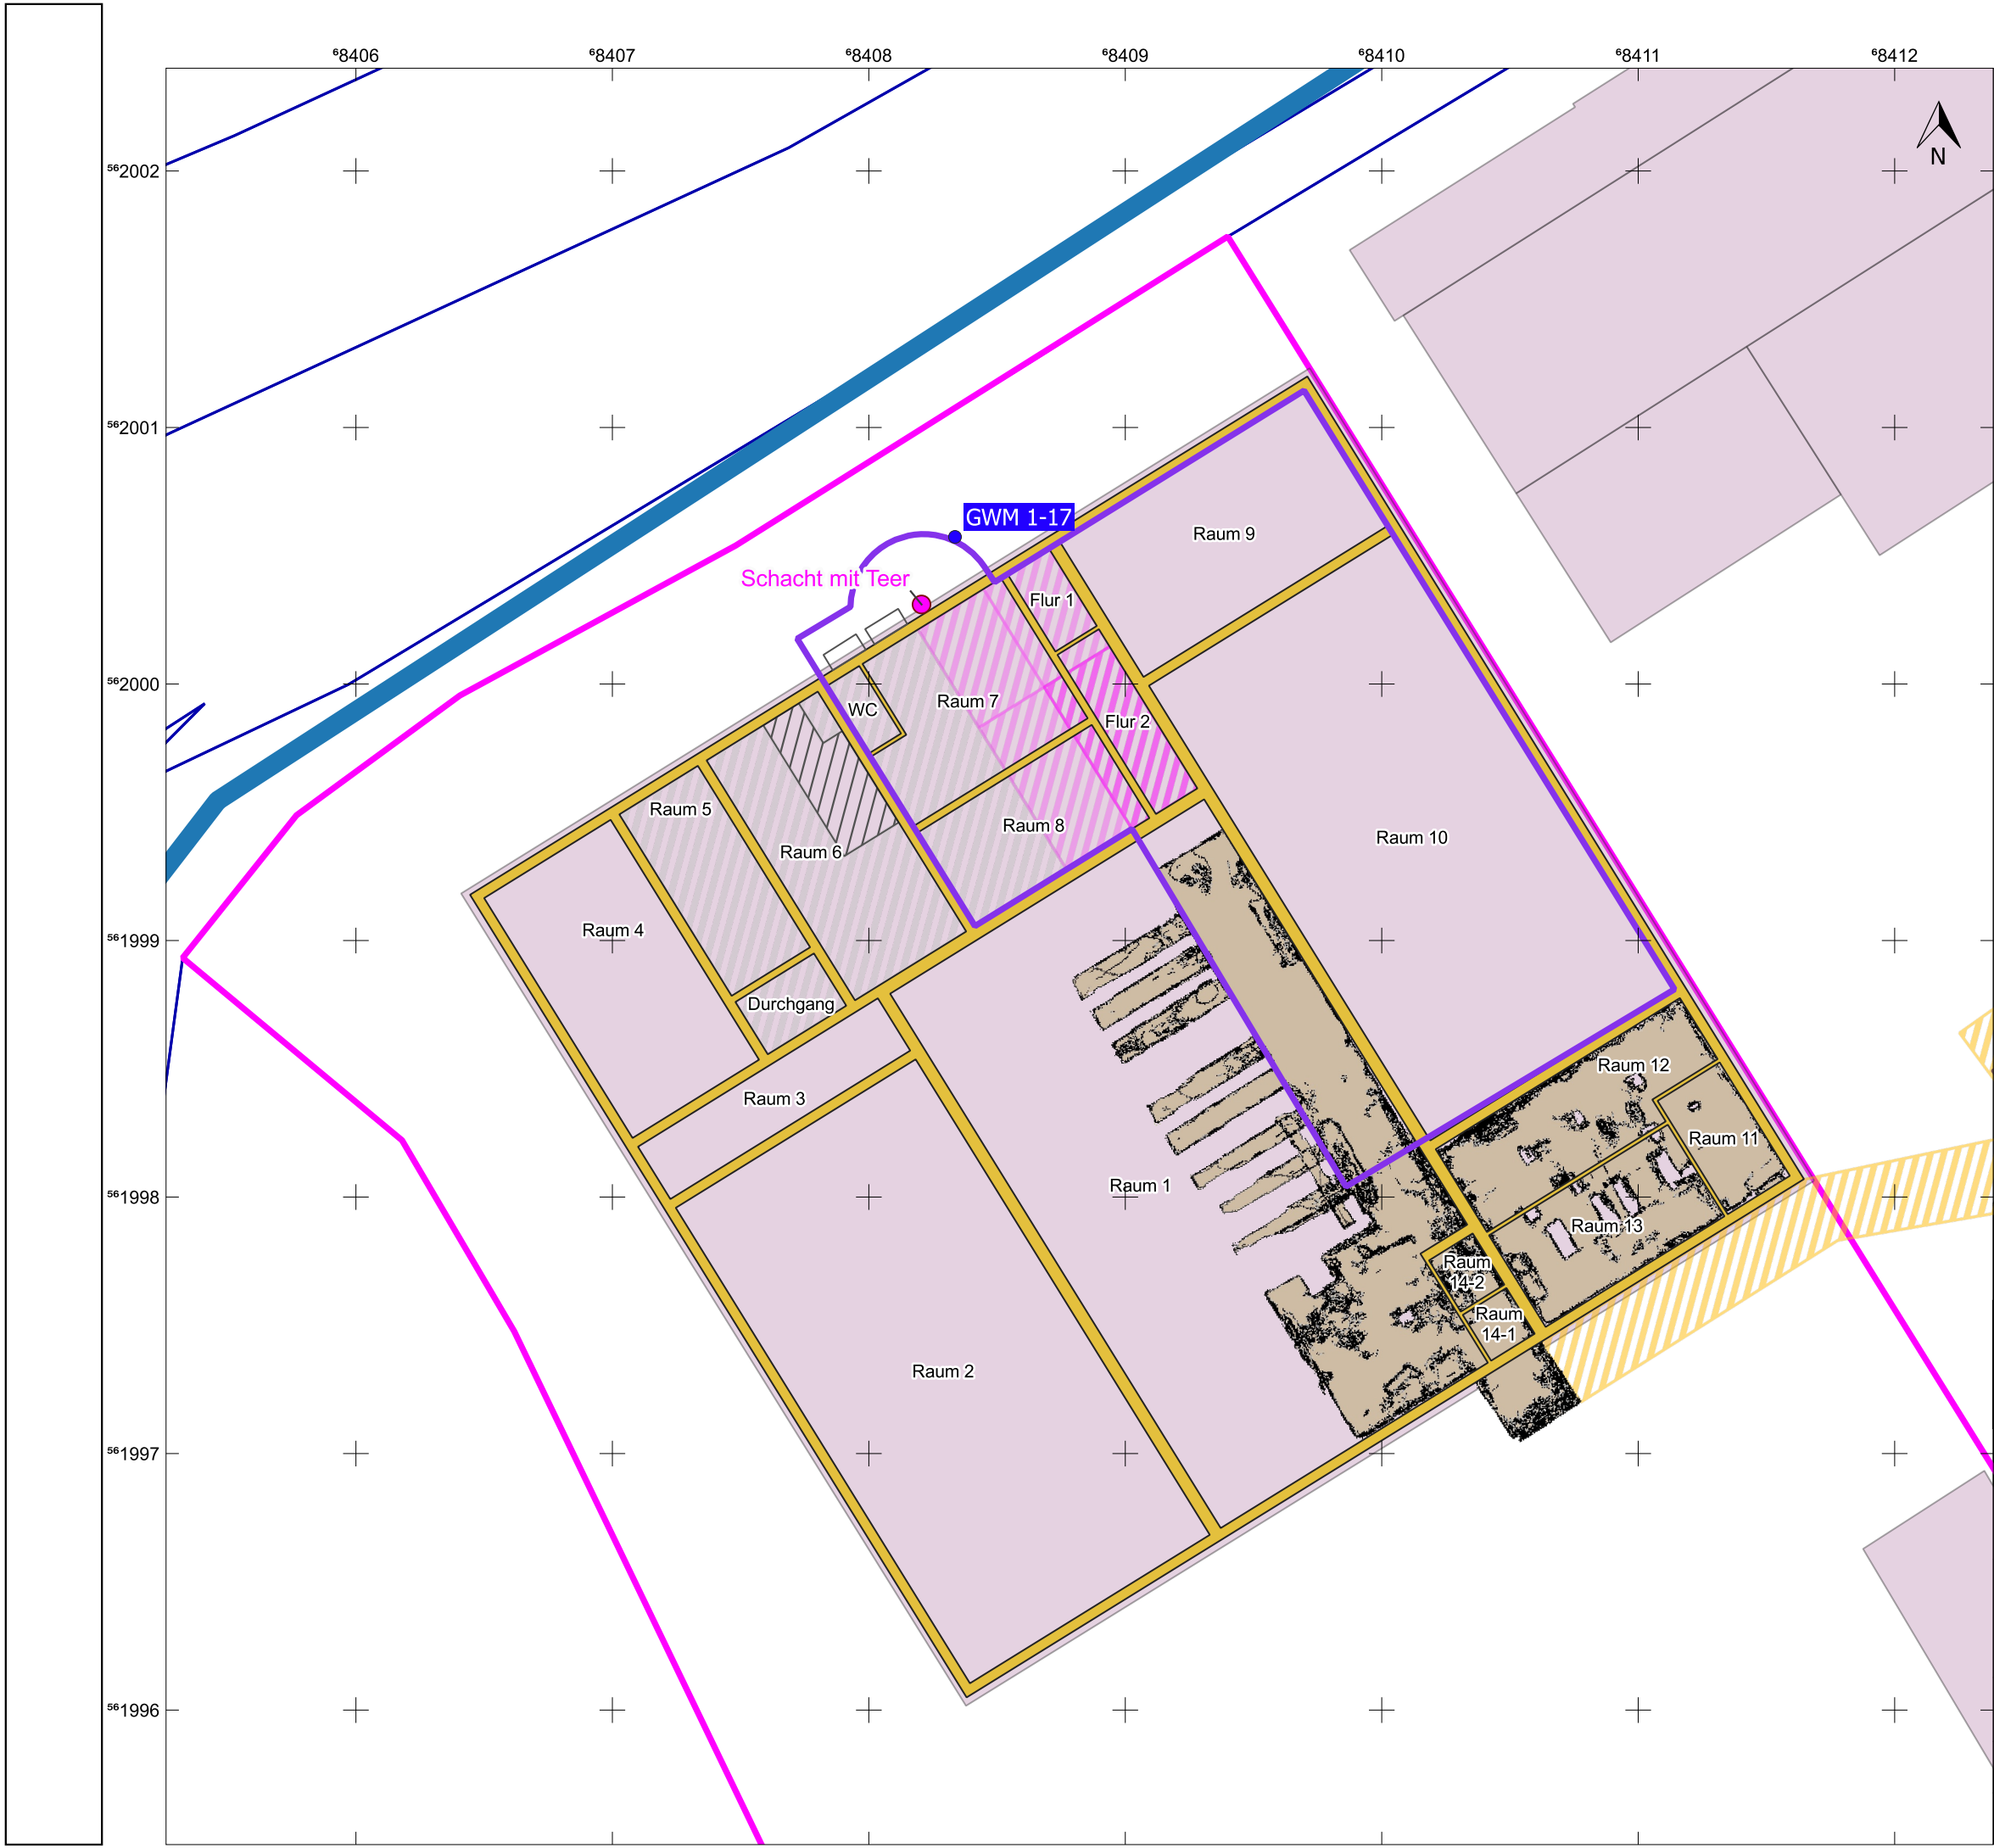 ⁶8406 ⁶8407 ⁶8408 ⁶8409 ⁶8410 ⁶8411 ⁶8412
N
⁵⁶2002
⁵⁶2001
GWM 1-17
Raum 9
Schacht mit Teer
Flur 1
⁵⁶2000
Raum 7
WC
Flur 2
Raum 5
Raum 8
Raum 10
Raum 6
Raum 4
⁵⁶1999
Durchgang
Raum 12
Raum 3
Raum 11
Raum 1
⁵⁶1998
Raum 13
Raum
14-2
Raum
14-1
Raum 2
⁵⁶1997
⁵⁶1996